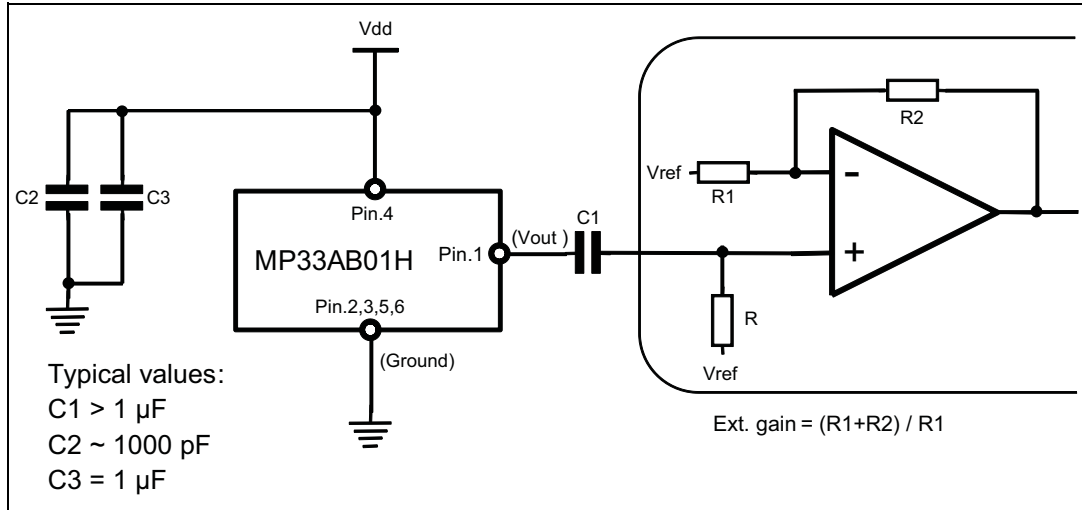 Vdd
R2
Vref
R1
-
C2
C3
Pin.4
C1
(Vout )
Pin.1
MP33AB01H
+
Pin.2,3,5,6
R
(Ground)
Vref
Typical values:
C1 > 1 µF
C2 ~ 1000 pF
C3 = 1 µF
Ext. gain = (R1+R2) / R1